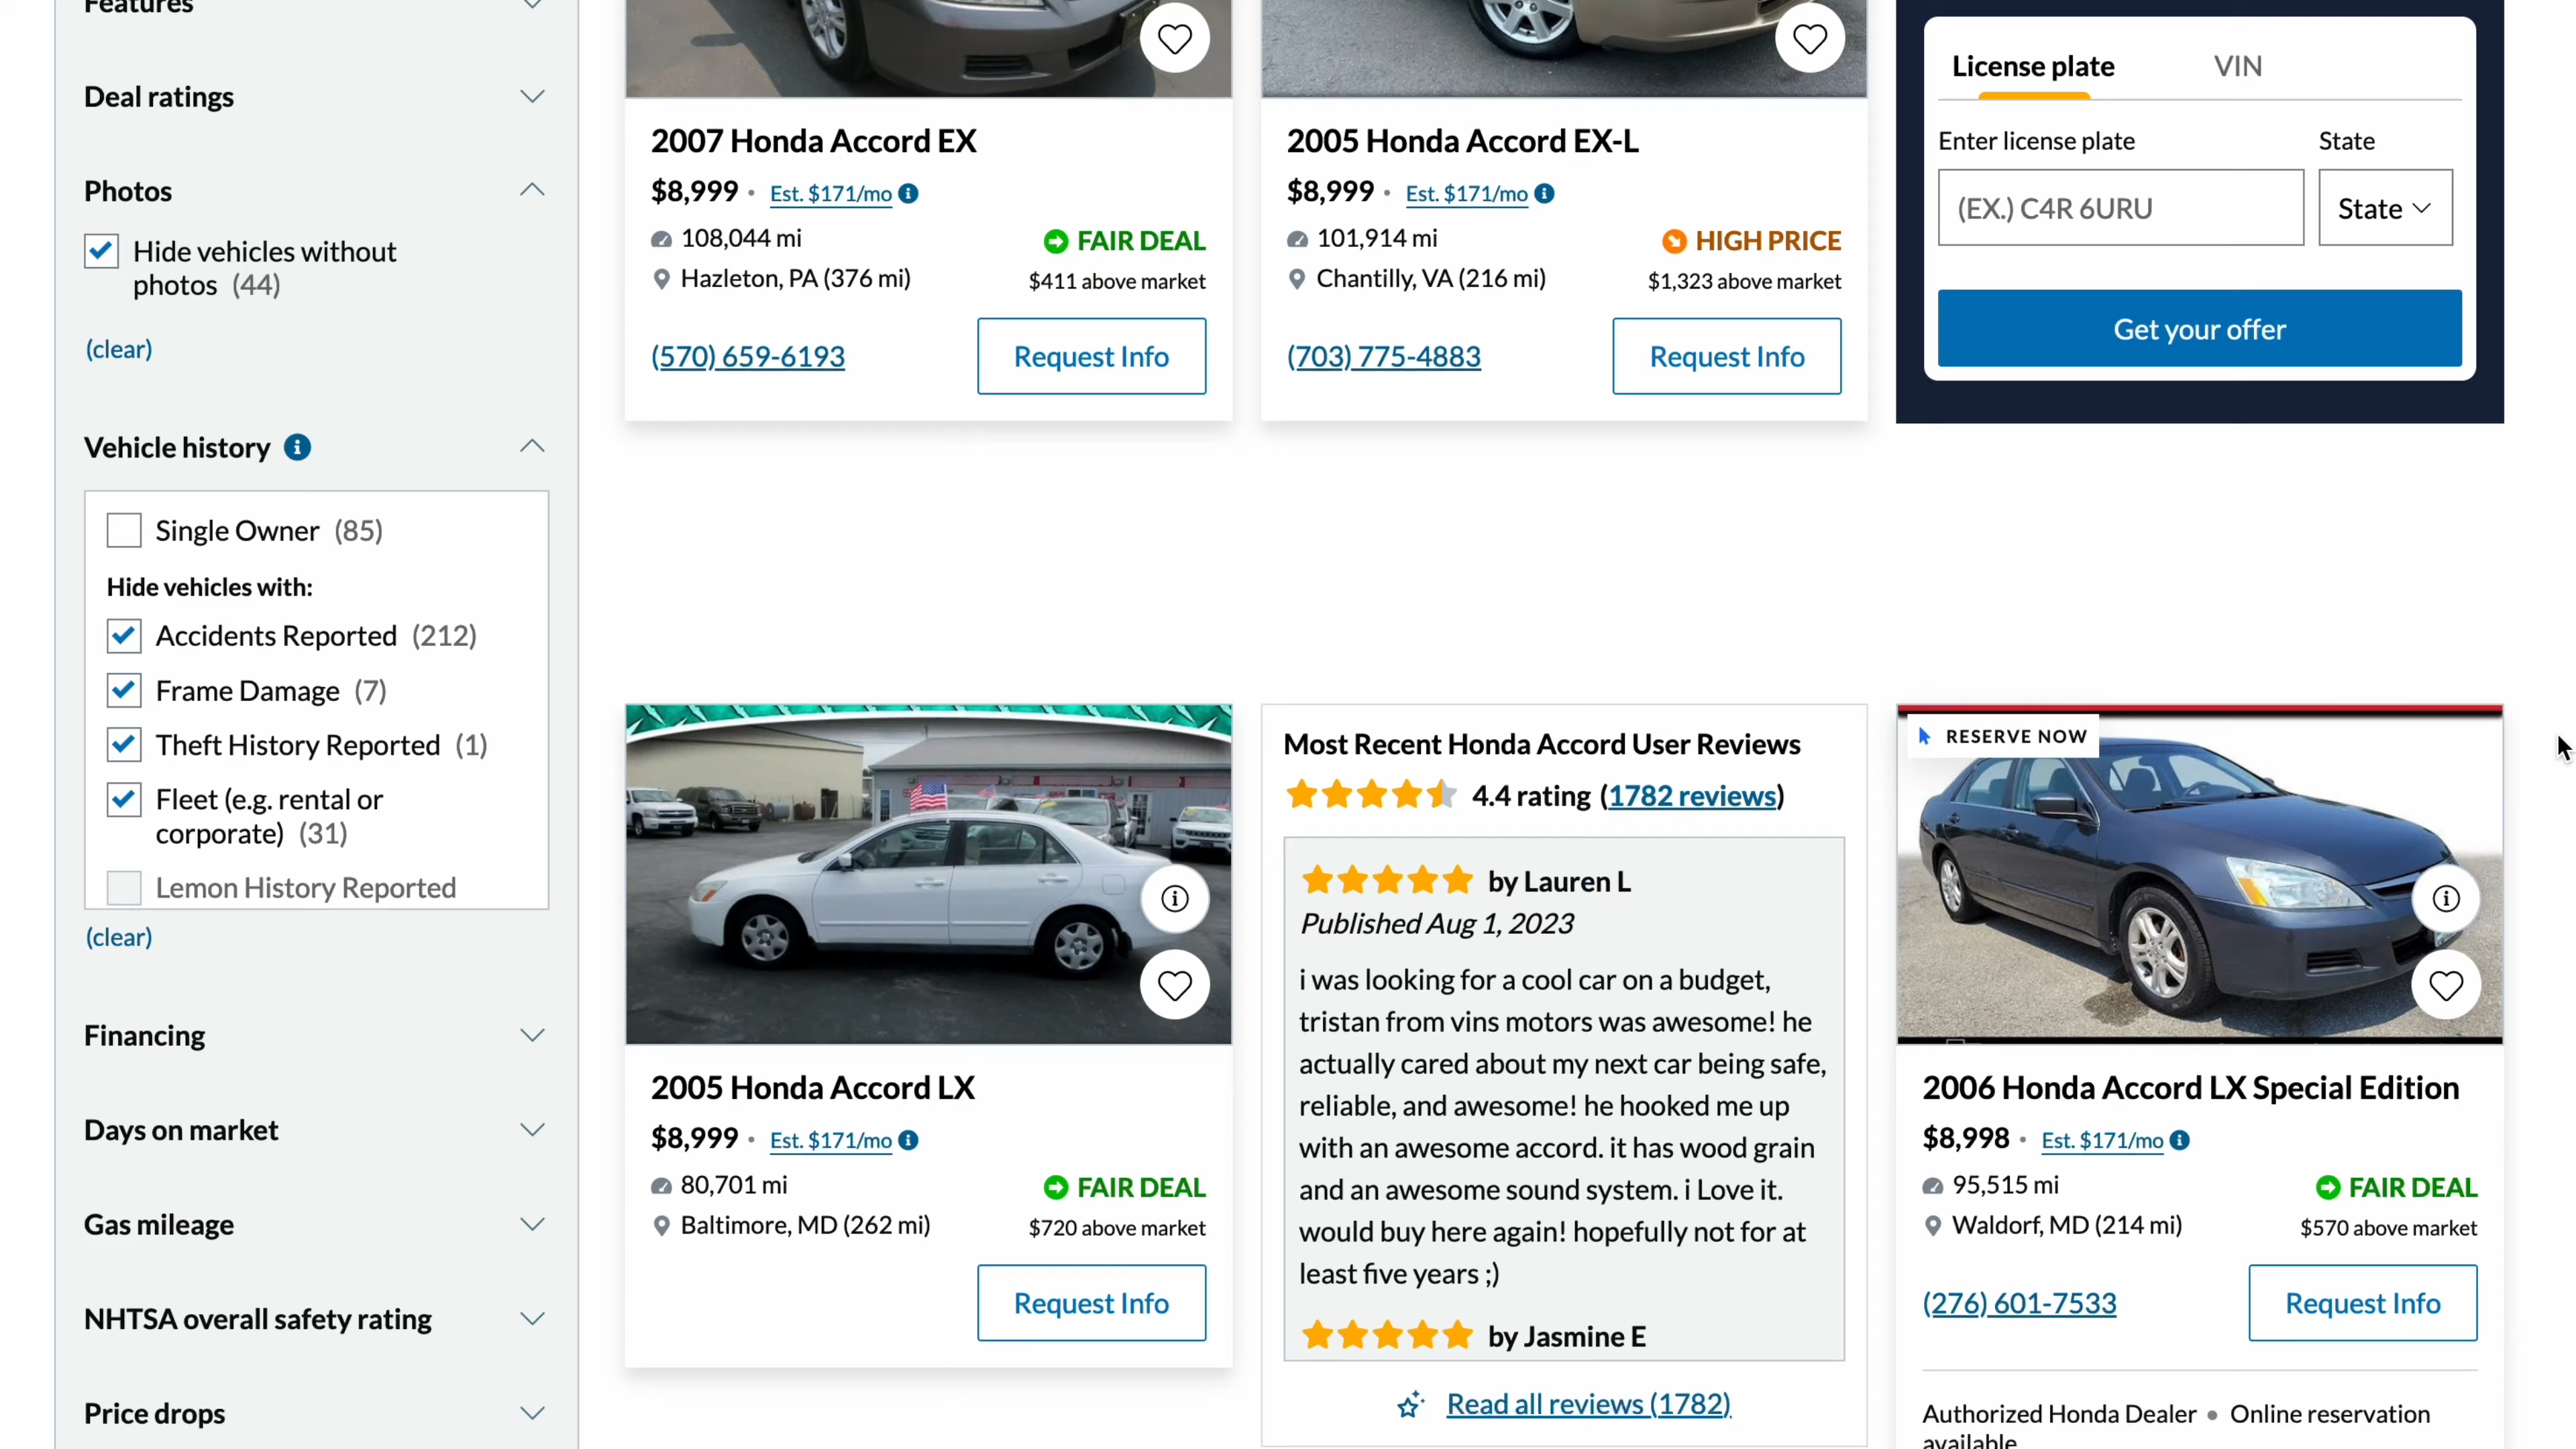 Features
Deal ratings
Photos
Hide vehicles without
photos (44)
(clear)
Vehicle history
Single Owner (85)
Hide vehicles with:
Accidents Reported (212)
Frame Damage (7)
Theft History Reported (1)
Fleet (e.g. rental or
corporate) (31)
Lemon History Reported
(clear)
Financing
Days on market
Gas mileage
NHTSA overall safety rating
Price drops
2007 Honda Accord EX
$8,999 • Est. $171/mo
108,044 mi
FAIR DEAL
Hazleton, PA (376 mi)
$411 above market
(570) 659-6193
Request Info
2005 Honda Accord EX-L
$8,999 • Est. $171/mo
101,914 mi
HIGH PRICE
Chantilly, VA (216 mi)
$1,323 above market
(703) 775-4883
Request Info
License plate
VIN
Enter license plate
State
(EX.) C4R 6URU
State
Get your offer
2005 Honda Accord LX
$8,999 • Est. $171/mo
80,701 mi
FAIR DEAL
Baltimore, MD (262 mi)
$720 above market
Request Info
Most Recent Honda Accord User Reviews
4.4 rating (1782 reviews)
by Lauren L
Published Aug 1, 2023
i was looking for a cool car on a budget,
tristan from vins motors was awesome! he
actually cared about my next car being safe,
reliable, and awesome! he hooked me up
with an awesome accord. it has wood grain
and an awesome sound system. i Love it.
would buy here again! hopefully not for at
least five years ;)
by Jasmine E
Read all reviews (1782)
RESERVE NOW
2006 Honda Accord LX Special Edition
$8,998 • Est. $171/mo
95,515 mi
FAIR DEAL
Waldorf, MD (214 mi)
$570 above market
(276) 601-7533
Request Info
Authorized Honda Dealer • Online reservation
available